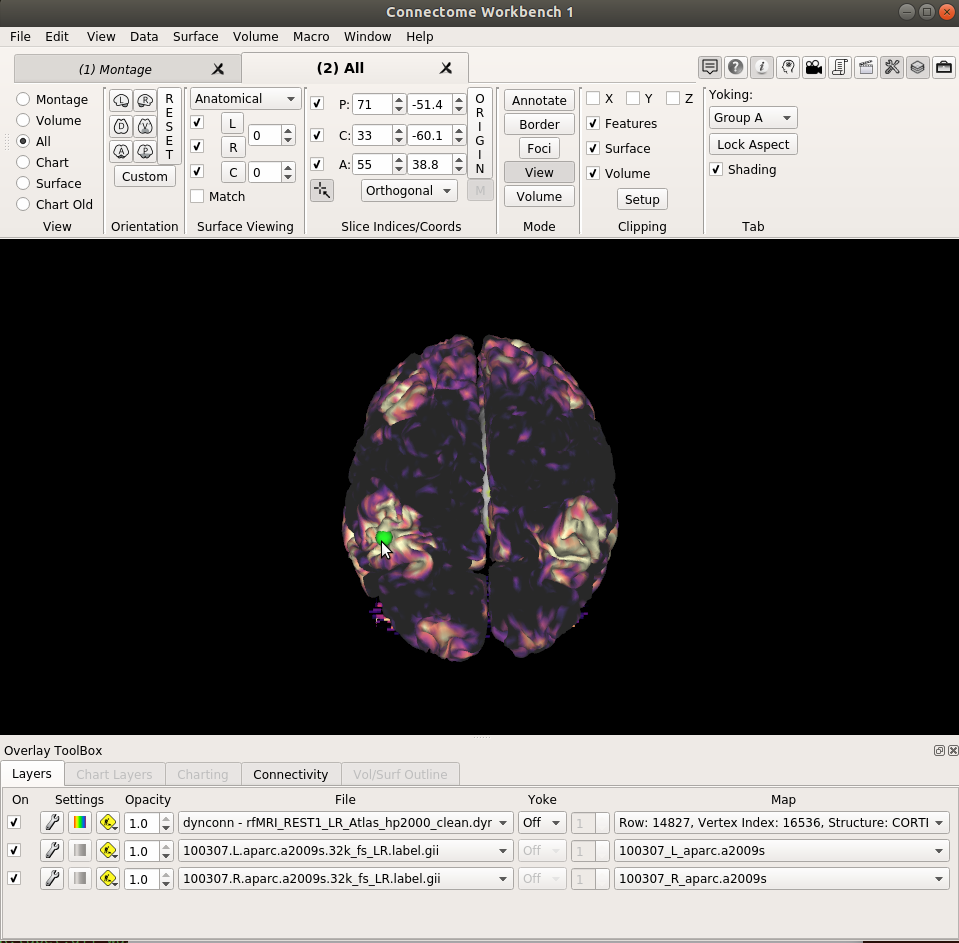 Connectome Workbench 1
File Edit View Data Surface Volume Macro Window Help
(1) Montage
(2) All
Montage
Volume
All
Chart
Surface
Chart Old
View
L R
D V
A P
RESET
Custom
Orientation
Anatomical
L 0
R
C 0
Match
Surface Viewing
P: 71 -51.4
C: 33 -60.1
A: 55 38.8
ORIGIN
Orthogonal M
Slice Indices/Coords
Annotate
Border
Foci
View
Volume
Mode
X Y Z
Features
Surface
Volume
Setup
Clipping
Yoking:
Group A
Lock Aspect
Shading
Tab
Overlay ToolBox
Layers Chart Layers Charting Connectivity Vol/Surf Outline
On Settings Opacity File Yoke Map
1.0 dynconn - rfMRI_REST1_LR_Atlas_hp2000_clean.dyr Off 1 Row: 14827, Vertex Index: 16536, Structure: CORTI
1.0 100307.L.aparc.a2009s.32k_fs_LR.label.gii Off 1 100307_L_aparc.a2009s
1.0 100307.R.aparc.a2009s.32k_fs_LR.label.gii Off 1 100307_R_aparc.a2009s